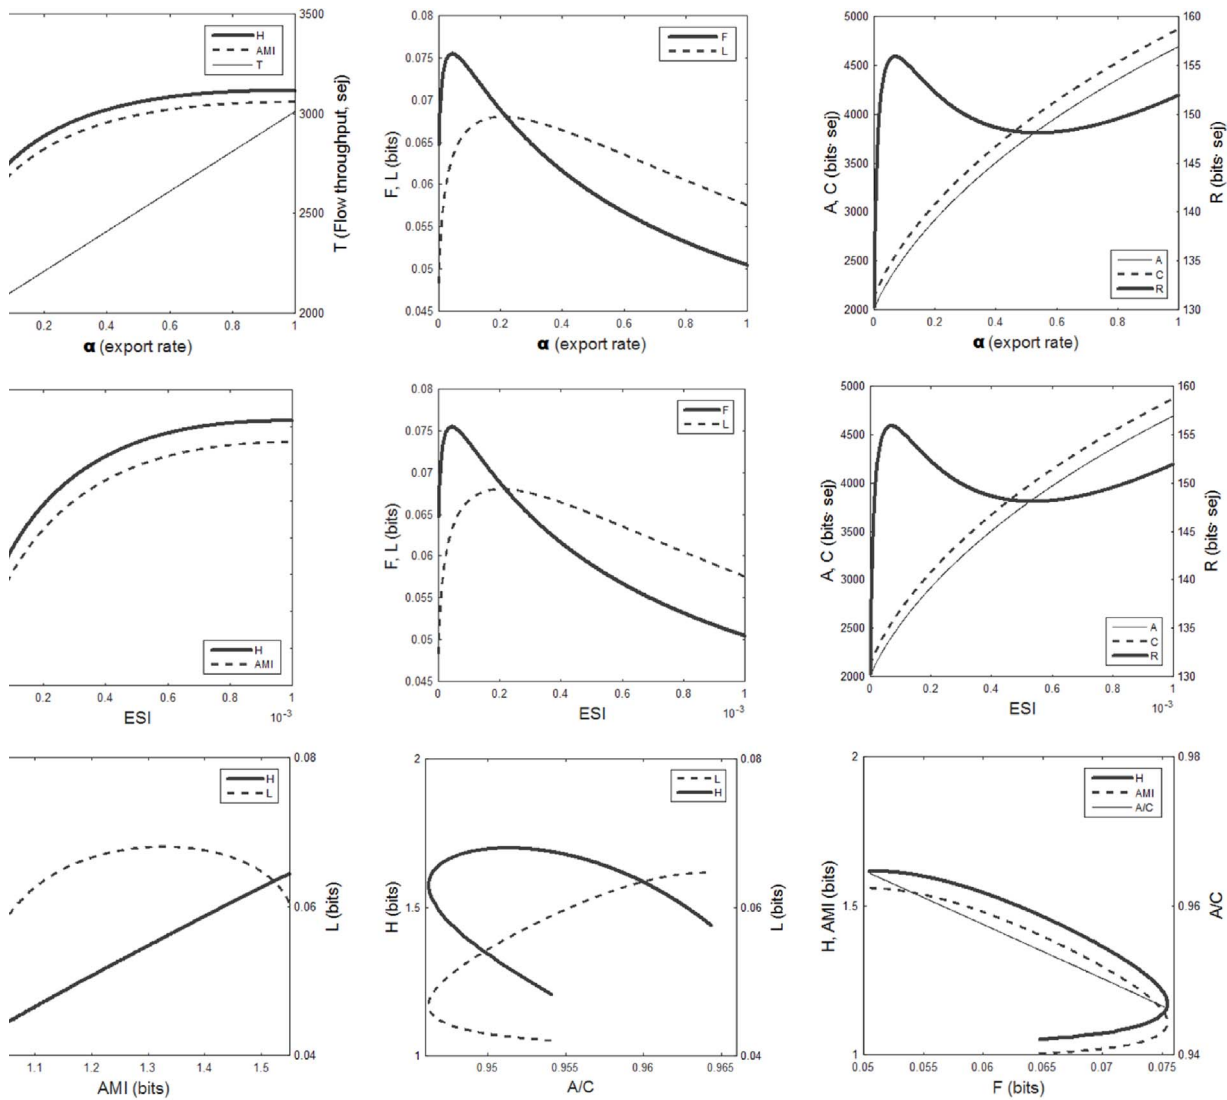 H
AMI
T
3500
3000
2500
2000
T (Flow throughput, sej)
0.2 0.4 0.6 0.8 1
α (export rate)
F
L
0.08
0.075
0.07
0.065
0.06
0.055
0.05
0.045
F, L (bits)
0 0.2 0.4 0.6 0.8 1
α (export rate)
5000
4500
4000
3500
3000
2500
2000
A, C (bits· sej)
160
155
150
145
140
135
130
R (bits· sej)
A
C
R
0 0.2 0.4 0.6 0.8 1
α (export rate)
H
AMI
0.2 0.4 0.6 0.8 1
ESI
10⁻³
F
L
0.08
0.075
0.07
0.065
0.06
0.055
0.05
0.045
F, L (bits)
0 0.2 0.4 0.6 0.8 1
ESI
10⁻³
5000
4500
4000
3500
3000
2500
2000
A, C (bits· sej)
160
155
150
145
140
135
130
R (bits· sej)
A
C
R
0 0.2 0.4 0.6 0.8 1
ESI
10⁻³
H
L
0.08
0.06
0.04
L (bits)
1.1 1.2 1.3 1.4 1.5
AMI (bits)
L
H
2
1.5
1
H (bits)
0.08
0.06
0.04
L (bits)
0.95 0.955 0.96 0.965
A/C
H
AMI
A/C
2
1.5
1
H, AMI (bits)
0.98
0.96
0.94
A/C
0.05 0.055 0.06 0.065 0.07 0.075
F (bits)